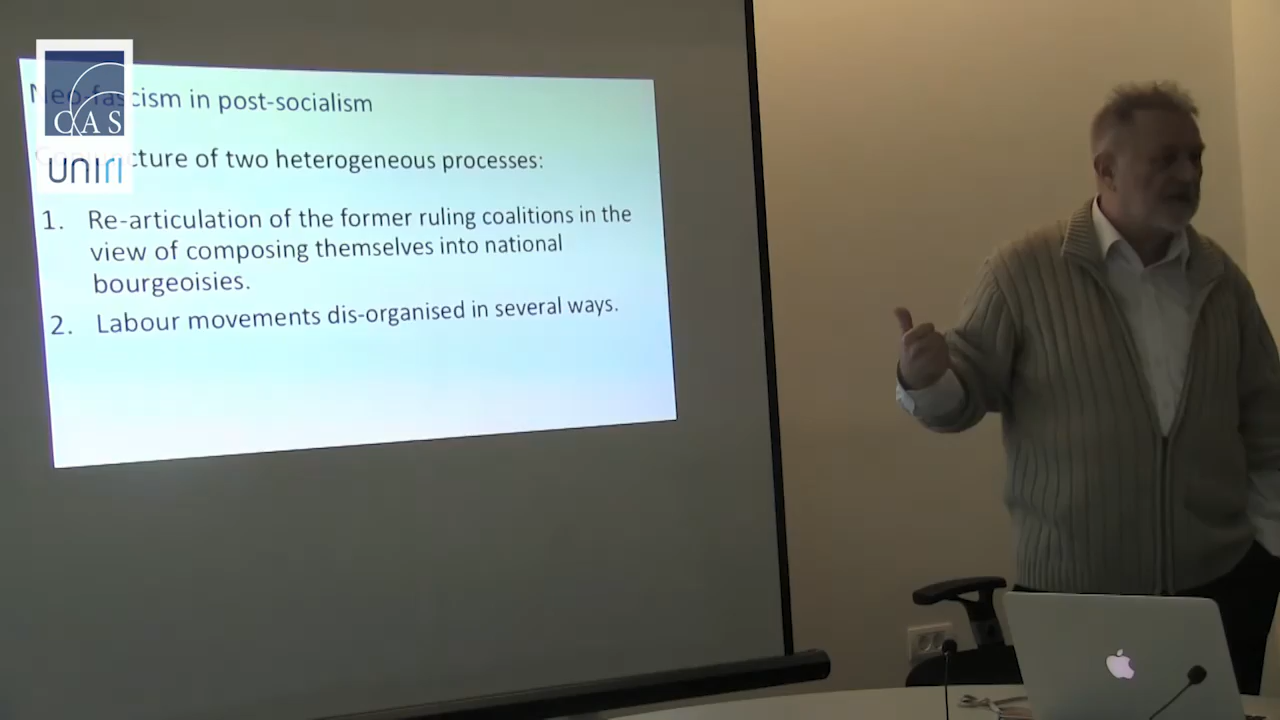 CAS
UNIRI
Neo-fascism in post-socialism
of two heterogeneous processes:
1. Re-articulation of the former ruling coalitions in the
view of composing themselves into national
bourgeoisies.
2. Labour movements dis-organised in several ways.